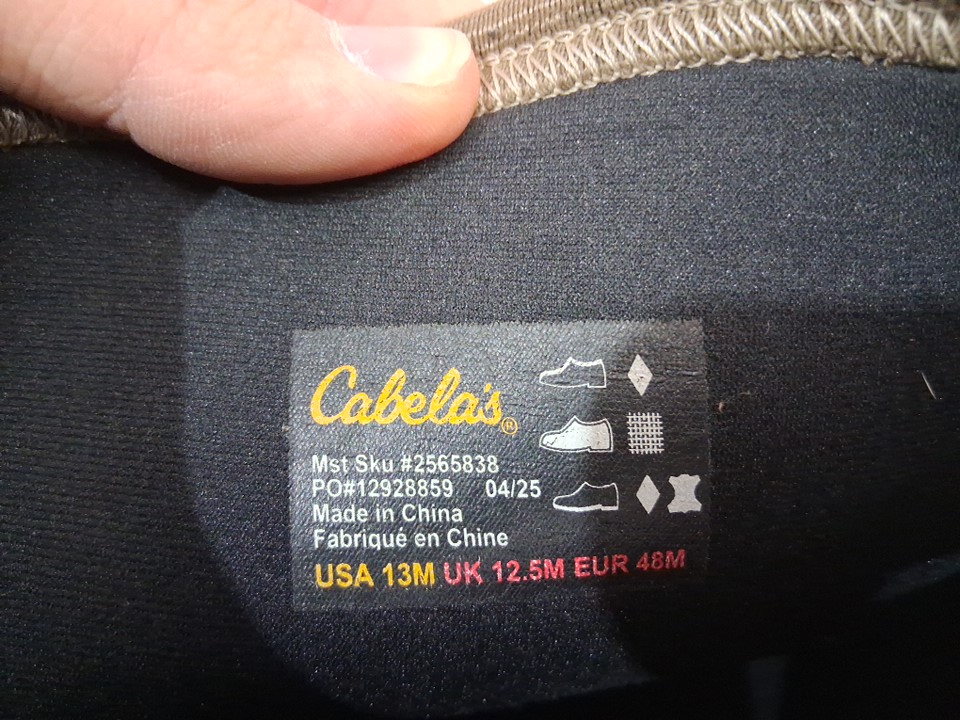 Cabela's®
Mst Sku #2565838
PO#12928859 04/25
Made in China
Fabriqué en Chine
USA 13M UK 12.5M EUR 48M